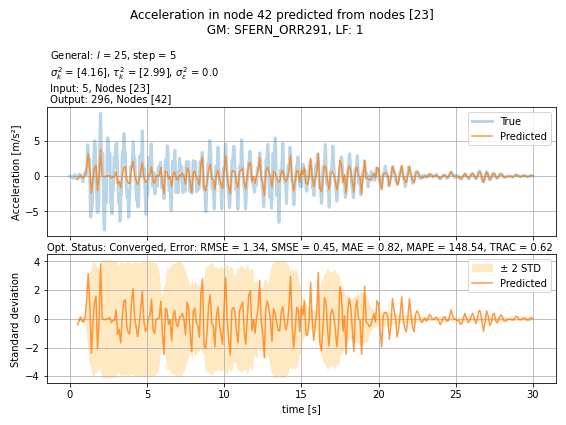 Acceleration in node 42 predicted from nodes [23]
GM: SFERN_ORR291, LF: 1
General: l = 25, step = 5
σ²ₖ = [4.16], τ²ₖ = [2.99], σ²_ε = 0.0
Input: 5, Nodes [23]
Output: 296, Nodes [42]
Acceleration [m/s²]
5
0
−5
True
Predicted
Opt. Status: Converged, Error: RMSE = 1.34, SMSE = 0.45, MAE = 0.82, MAPE = 148.54, TRAC = 0.62
Standard deviation
4
2
0
−2
−4
± 2 STD
Predicted
0 5 10 15 20 25 30
time [s]